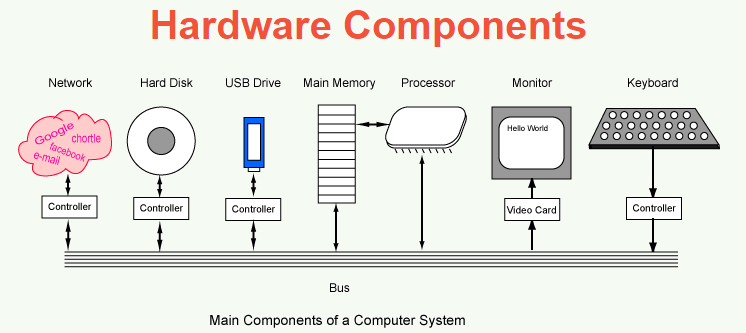 Hardware Components
Network
Hard Disk
USB Drive
Main Memory
Processor
Monitor
Keyboard
Google
chortle
facebook
e-mail
Hello World
Controller
Controller
Controller
Video Card
Controller
Bus
Main Components of a Computer System